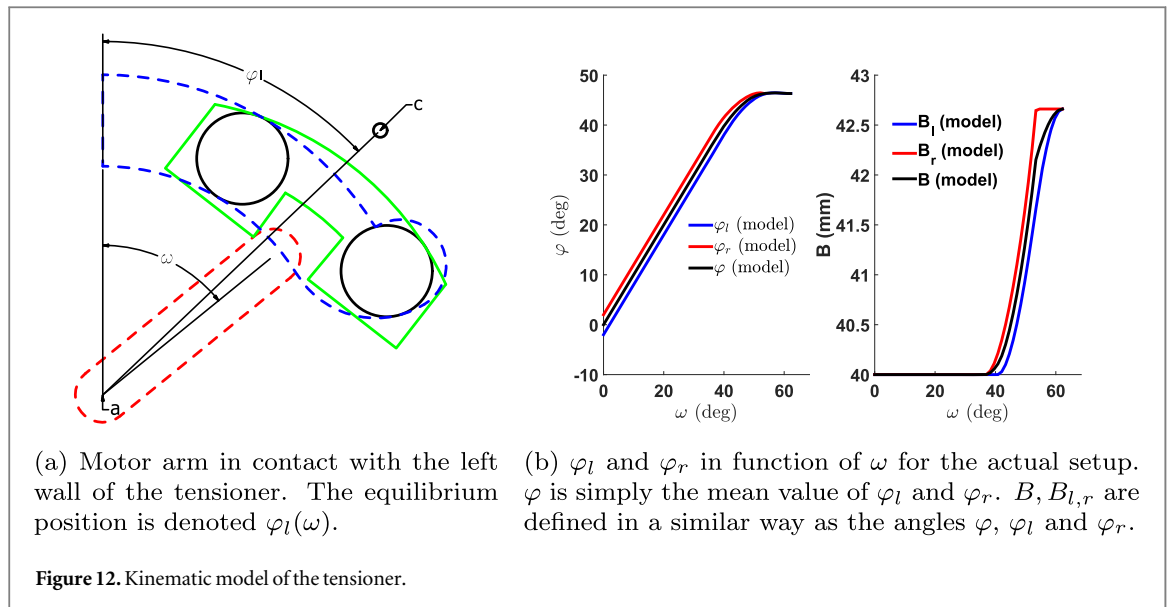 φl
c
ω
a
50
40
30
20
10
0
-10
φ (deg)
φl (model)
φr (model)
φ (model)
0 20 40 60
ω (deg)
43
42.5
42
41.5
41
40.5
40
B (mm)
Bl (model)
Br (model)
B (model)
0 20 40 60
ω (deg)
(a) Motor arm in contact with the left
wall of the tensioner. The equilibrium
position is denoted φl(ω).
(b) φl and φr in function of ω for the actual setup.
φ is simply the mean value of φl and φr. B, Bl,r are
defined in a similar way as the angles φ, φl and φr.
Figure 12. Kinematic model of the tensioner.